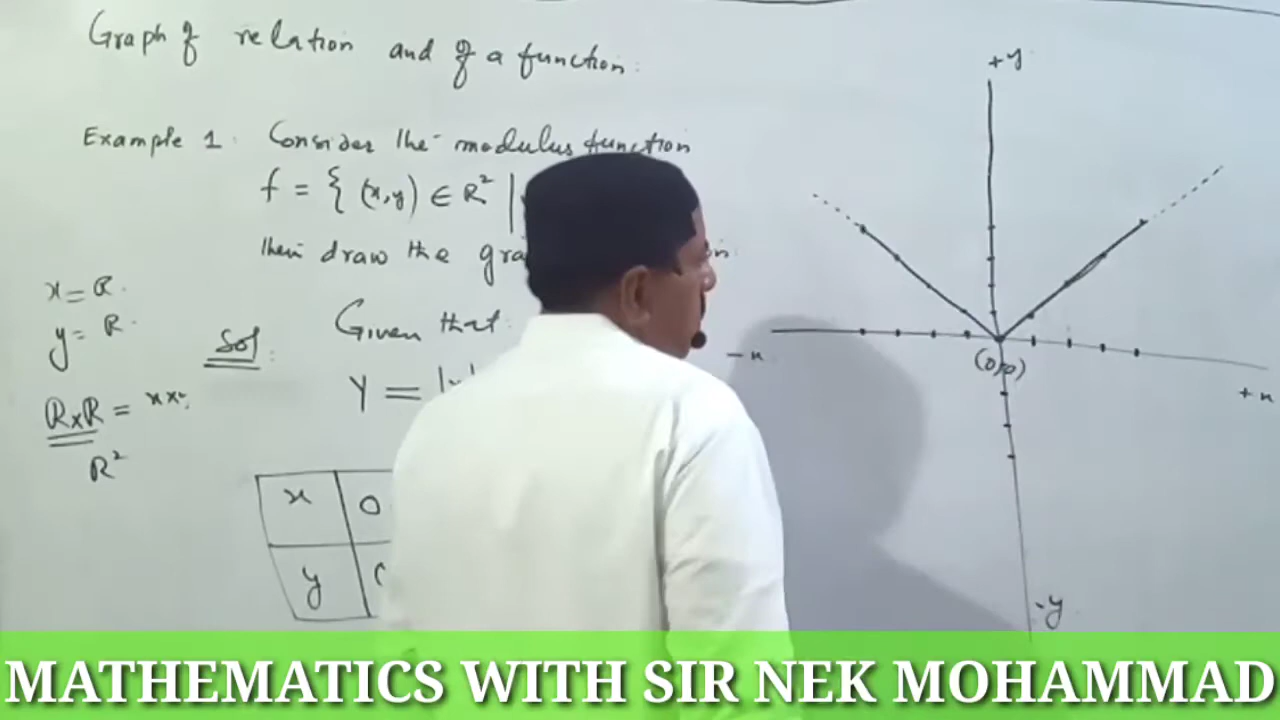 Graph of relation and of a function:
Example 1. Consider the modulus function
f = { (x,y) ∈ R² |
then draw the gra
x = R.
y = R.
Sol:
Given that:
Y = |x|
R×R =
R²
x 0
y
+y
-x
(0,0)
+x
-y
MATHEMATICS WITH SIR NEK MOHAMMAD